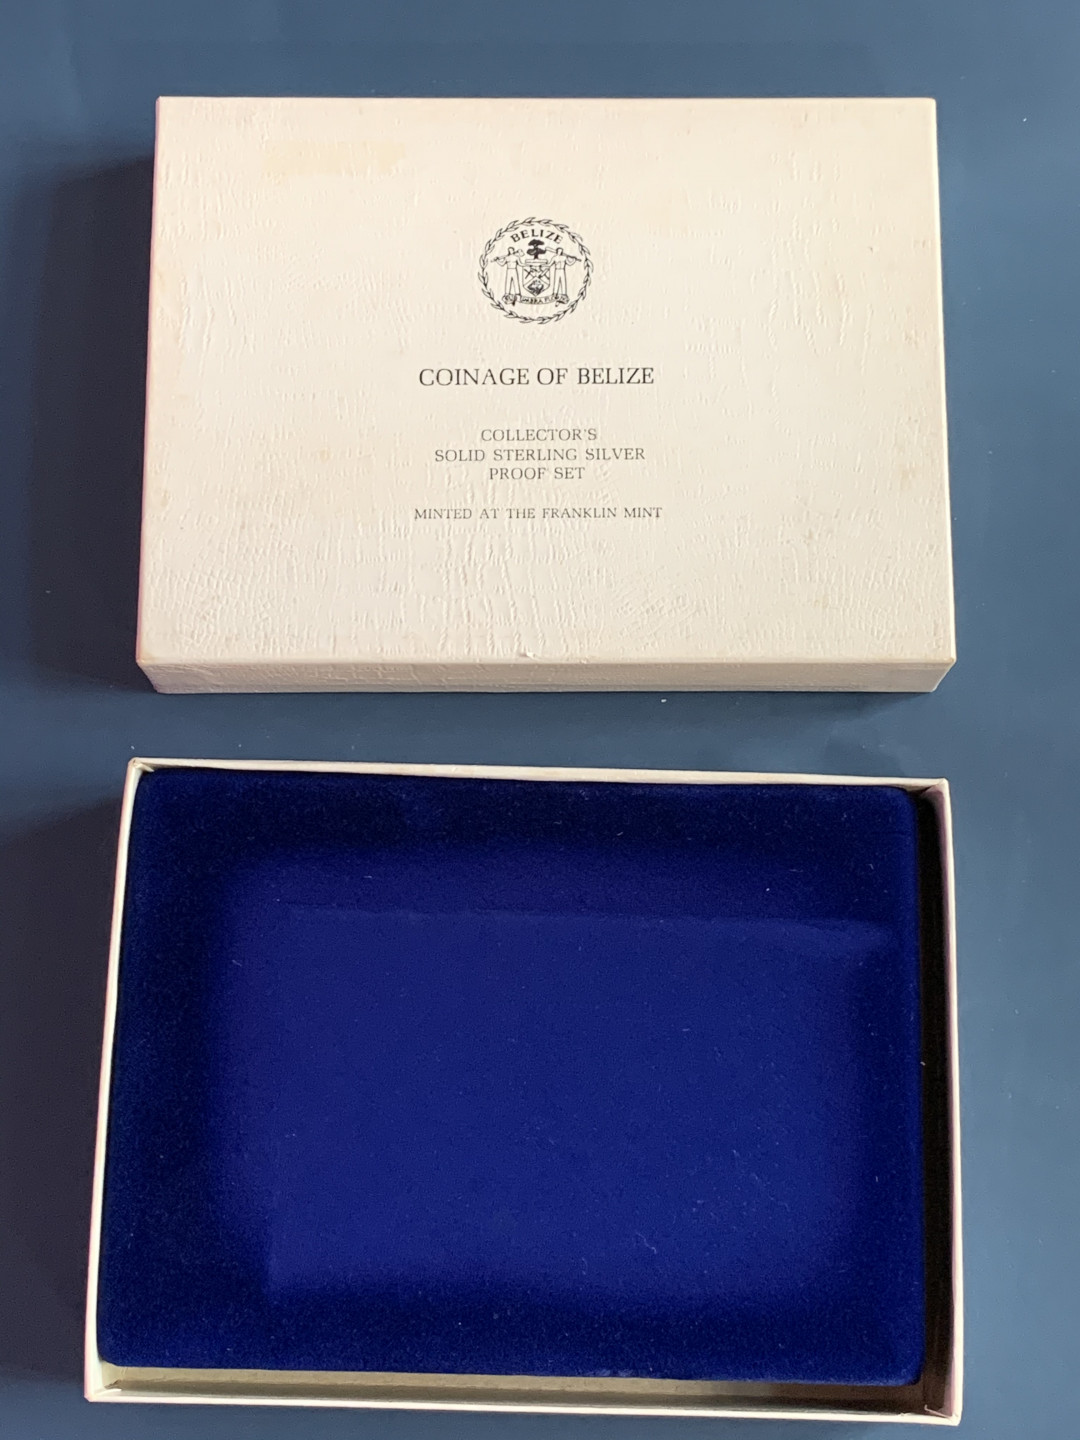 BELIZE
COINAGE OF BELIZE
COLLECTOR'S
SOLID STERLING SILVER
PROOF SET
MINTED AT THE FRANKLIN MINT